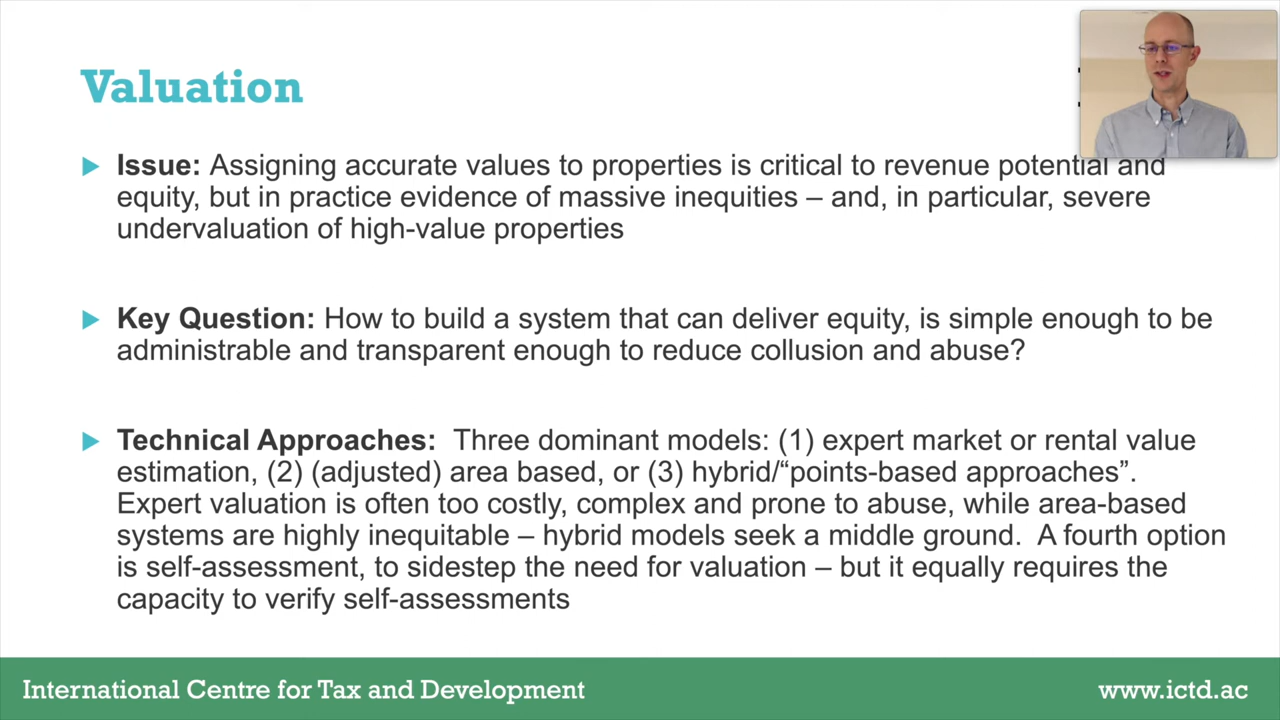 Valuation
Issue: Assigning accurate values to properties is critical to revenue potential and
equity, but in practice evidence of massive inequities – and, in particular, severe
undervaluation of high-value properties
Key Question: How to build a system that can deliver equity, is simple enough to be
administrable and transparent enough to reduce collusion and abuse?
Technical Approaches: Three dominant models: (1) expert market or rental value
estimation, (2) (adjusted) area based, or (3) hybrid/“points-based approaches”.
Expert valuation is often too costly, complex and prone to abuse, while area-based
systems are highly inequitable – hybrid models seek a middle ground. A fourth option
is self-assessment, to sidestep the need for valuation – but it equally requires the
capacity to verify self-assessments
International Centre for Tax and Development
www.ictd.ac